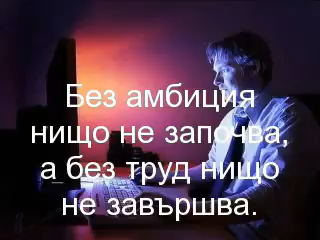 Без амбиция
нищо не започва,
а без труд нищо
не завършва.